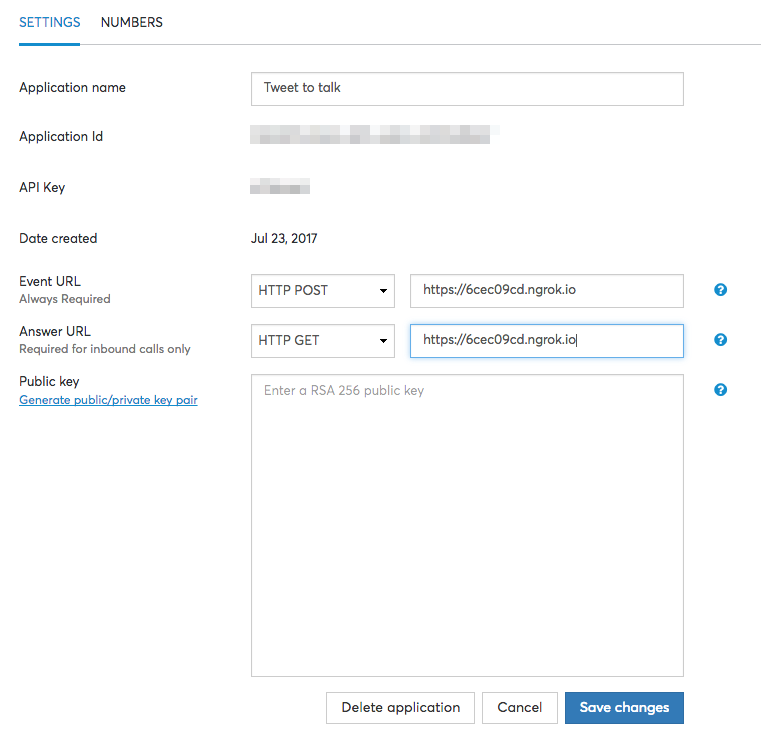 SETTINGS NUMBERS
Application name Tweet to talk
Application Id
API Key
Date created Jul 23, 2017
Event URL HTTP POST https://6cec09cd.ngrok.io ?
Always Required
Answer URL HTTP GET https://6cec09cd.ngrok.io ?
Required for inbound calls only
Public key Enter a RSA 256 public key ?
Generate public/private key pair
Delete application Cancel Save changes